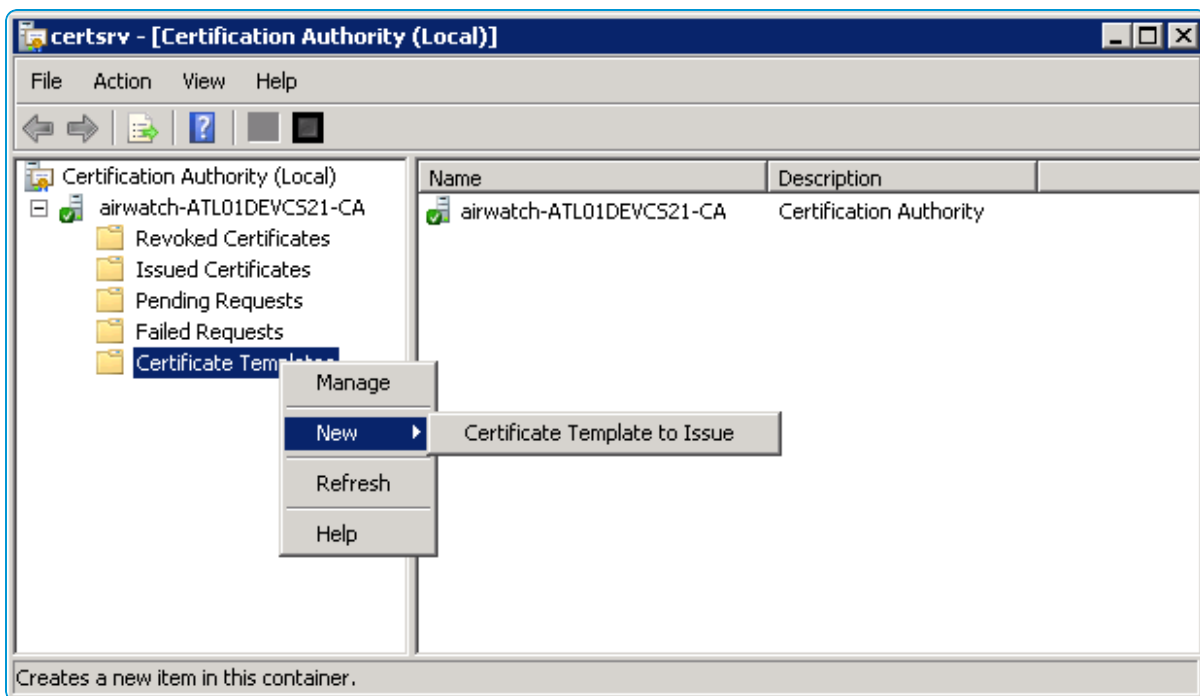 certsrv - [Certification Authority (Local)]
File Action View Help
Certification Authority (Local)
airwatch-ATL01DEVCS21-CA
Revoked Certificates
Issued Certificates
Pending Requests
Failed Requests
Certificate Templates
Name Description
airwatch-ATL01DEVCS21-CA Certification Authority
Manage
New
Certificate Template to Issue
Refresh
Help
Creates a new item in this container.